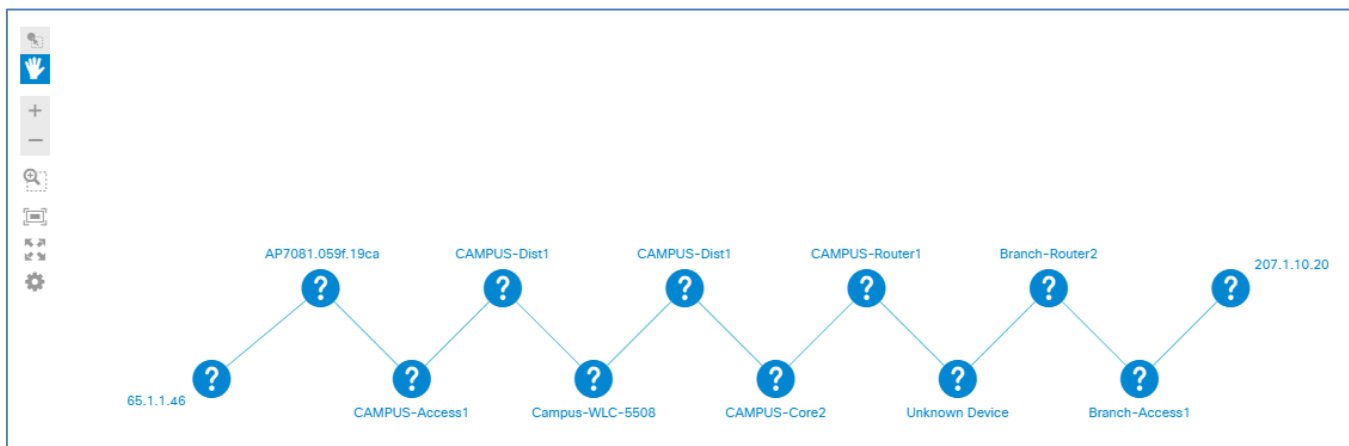 AP7081.059f.19ca
CAMPUS-Dist1
CAMPUS-Dist1
CAMPUS-Router1
Branch-Router2
207.1.10.20
? ? ? ? ? ?
? ? ? ? ? ?
65.1.1.46
CAMPUS-Access1
Campus-WLC-5508
CAMPUS-Core2
Unknown Device
Branch-Access1